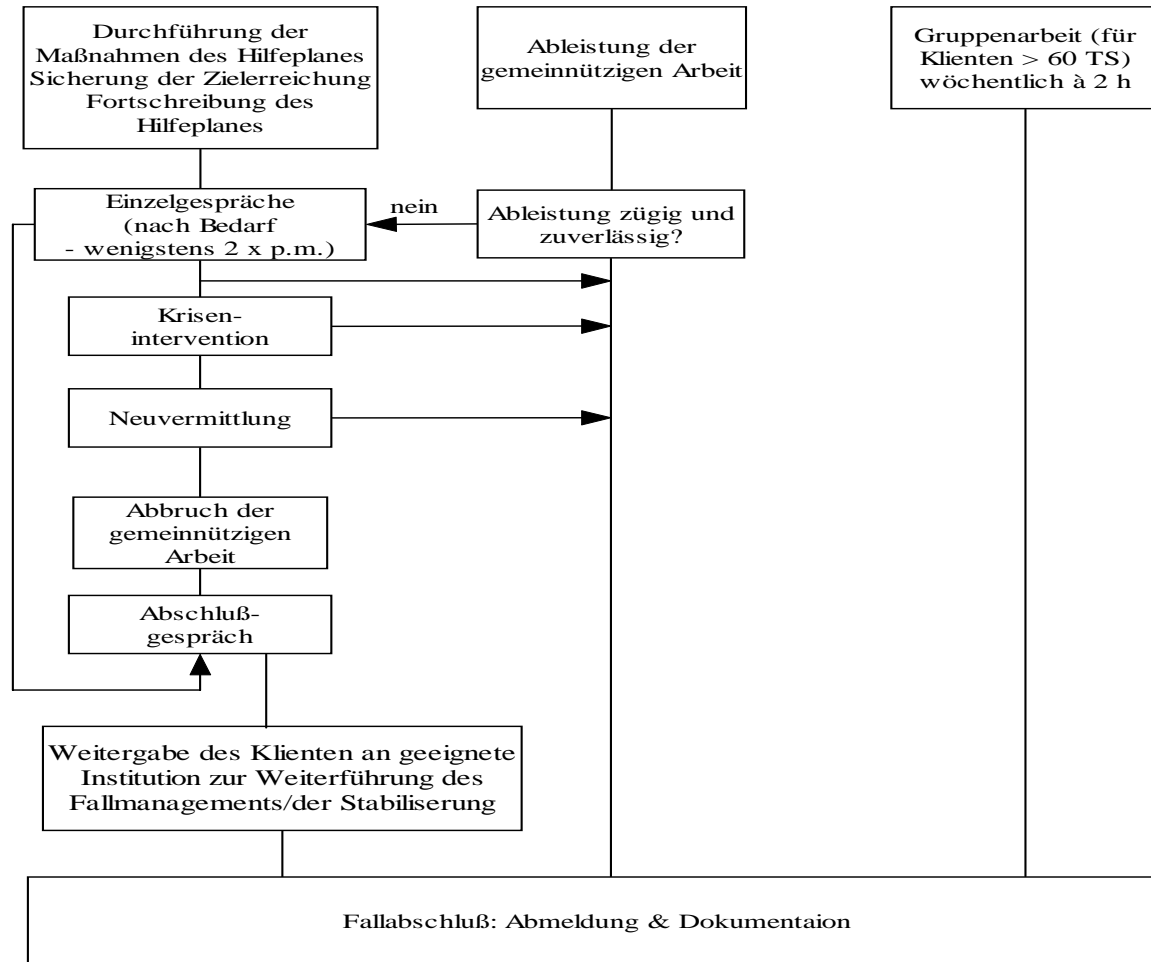 Durchführung der
Maßnahmen des Hilfeplanes
Sicherung der Zielerreichung
Fortschreibung des
Hilfeplanes
Ableistung der
gemeinnützigen Arbeit
Gruppenarbeit (für
Klienten > 60 TS)
wöchentlich à 2 h
Einzelgespräche
(nach Bedarf
- wenigstens 2 x p.m.)
nein
Ableistung zügig und
zuverlässig?
Krisen-
intervention
Neuvermittlung
Abbruch der
gemeinnützigen
Arbeit
Abschluß-
gespräch
Weitergabe des Klienten an geeignete
Institution zur Weiterführung des
Fallmanagements/der Stabiliserung
Fallabschluß: Abmeldung & Dokumentaion